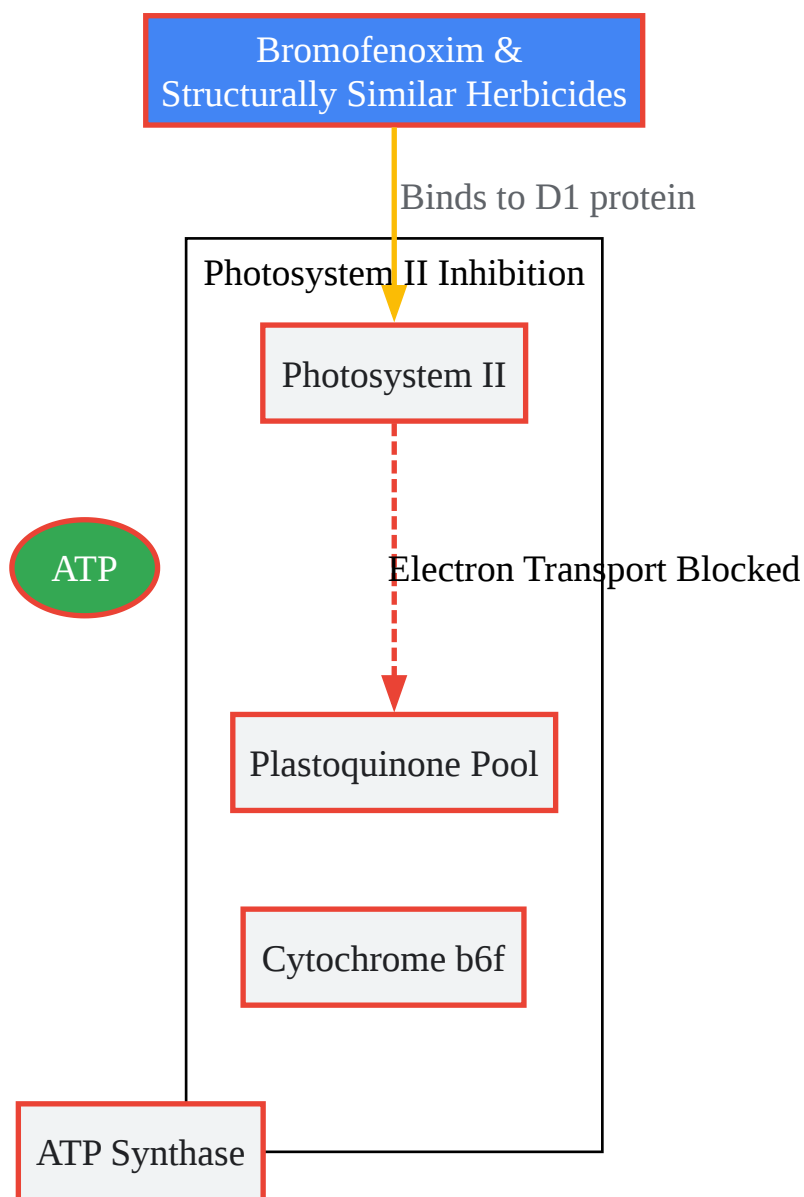 Bromofenoxim &
Structurally Similar Herbicides
Binds to D1 protein
Photosystem II Inhibition
Photosystem II
ATP
Electron Transport Blocked
Plastoquinone Pool
Cytochrome b6f
ATP Synthase